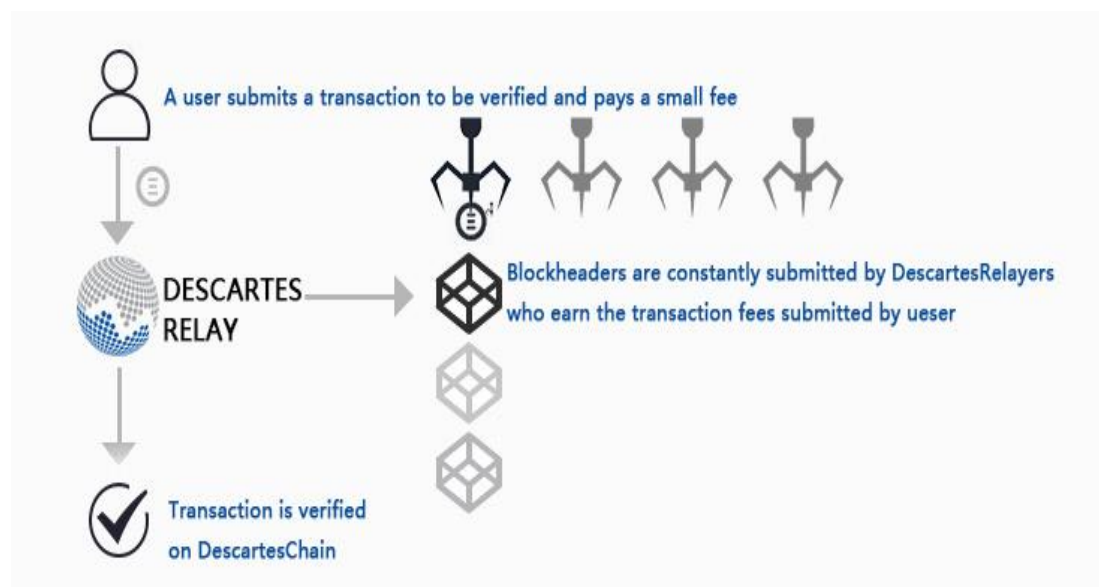 A user submits a transaction to be verified and pays a small fee
DESCARTES
RELAY
Blockheaders are constantly submitted by DescartesRelayers
who earn the transaction fees submitted by ueser
Transaction is verified
on DescartesChain